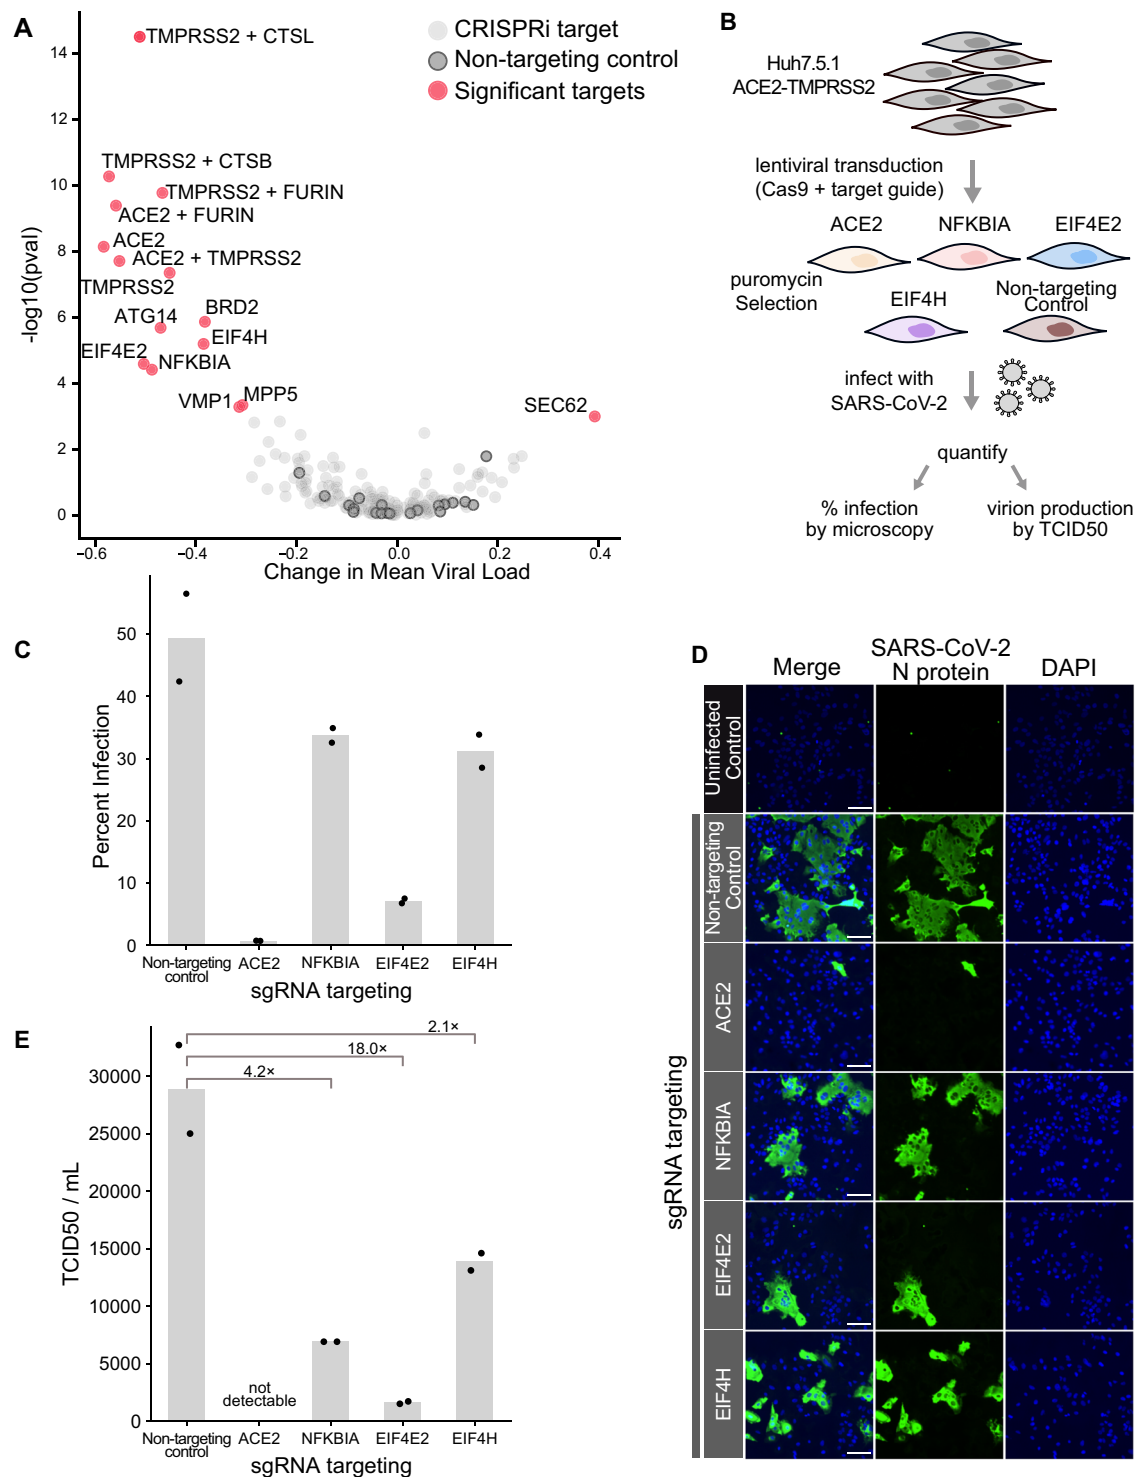 A
TMPRSS2 + CTSL
CRISPRi target
Non-targeting control
Significant targets
TMPRSS2 + CTSB
TMPRSS2 + FURIN
ACE2 + FURIN
ACE2
ACE2 + TMPRSS2
TMPRSS2
ATG14
BRD2
EIF4H
EIF4E2
NFKBIA
VMP1
MPP5
SEC62
-log10(pval)
14
12
10
8
6
4
2
0
−0.6
−0.4
−0.2
0.0
0.2
0.4
Change in Mean Viral Load
B
Huh7.5.1
ACE2-TMPRSS2
lentiviral transduction
(Cas9 + target guide)
ACE2
NFKBIA
EIF4E2
puromycin
Selection
EIF4H
Non-targeting
Control
infect with
SARS-CoV-2
quantify
% infection
by microscopy
virion production
by TCID50
C
Percent Infection
50
40
30
20
10
0
Non-targeting
control
ACE2
NFKBIA
EIF4E2
EIF4H
sgRNA targeting
D
Merge
SARS-CoV-2
N protein
DAPI
Uninfected
Control
Non-targeting
Control
ACE2
NFKBIA
EIF4E2
EIF4H
sgRNA targeting
E
2.1×
18.0×
4.2×
TCID50 / mL
30000
25000
20000
15000
10000
5000
0
not
detectable
Non-targeting
control
ACE2
NFKBIA
EIF4E2
EIF4H
sgRNA targeting